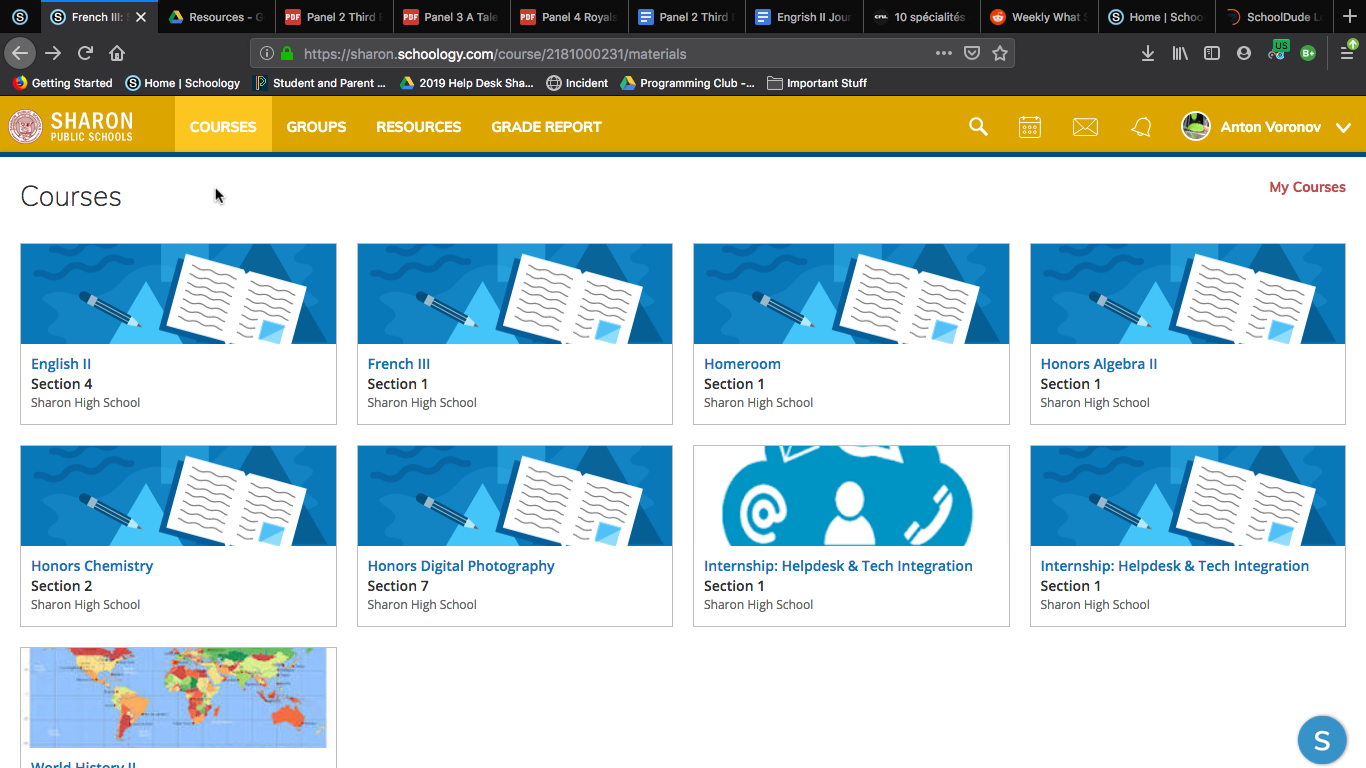 French III:
Resources - G
PDF Panel 2 Third
PDF Panel 3 A Tale
PDF Panel 4 Royals
Panel 2 Third
Engrish II Jour
cru. 10 spécialités
Weekly What S
Home | Schoo
SchoolDude L
https://sharon.schoology.com/course/2181000231/materials
US
B+
Getting Started
Home | Schoology
Student and Parent ...
2019 Help Desk Sha...
Incident
Programming Club -...
Important Stuff
SHARON
PUBLIC SCHOOLS
COURSES
GROUPS
RESOURCES
GRADE REPORT
Anton Voronov
Courses
My Courses
English II
Section 4
Sharon High School
French III
Section 1
Sharon High School
Homeroom
Section 1
Sharon High School
Honors Algebra II
Section 1
Sharon High School
Honors Chemistry
Section 2
Sharon High School
Honors Digital Photography
Section 7
Sharon High School
Internship: Helpdesk & Tech Integration
Section 1
Sharon High School
Internship: Helpdesk & Tech Integration
Section 1
Sharon High School
World History II
S